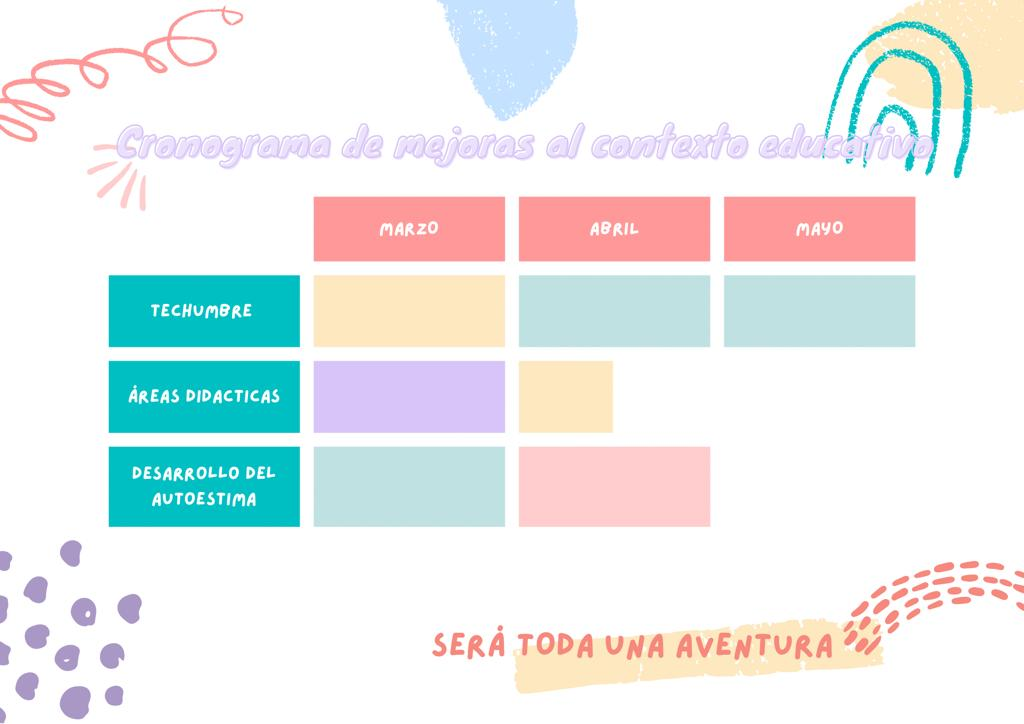 Cronograma de mejoras al contexto educativo
MARZO
ABRIL
MAYO
TECHUMBRE
ÁREAS DIDACTICAS
DESARROLLO DEL
AUTOESTIMA
SERÁ TODA UNA AVENTURA